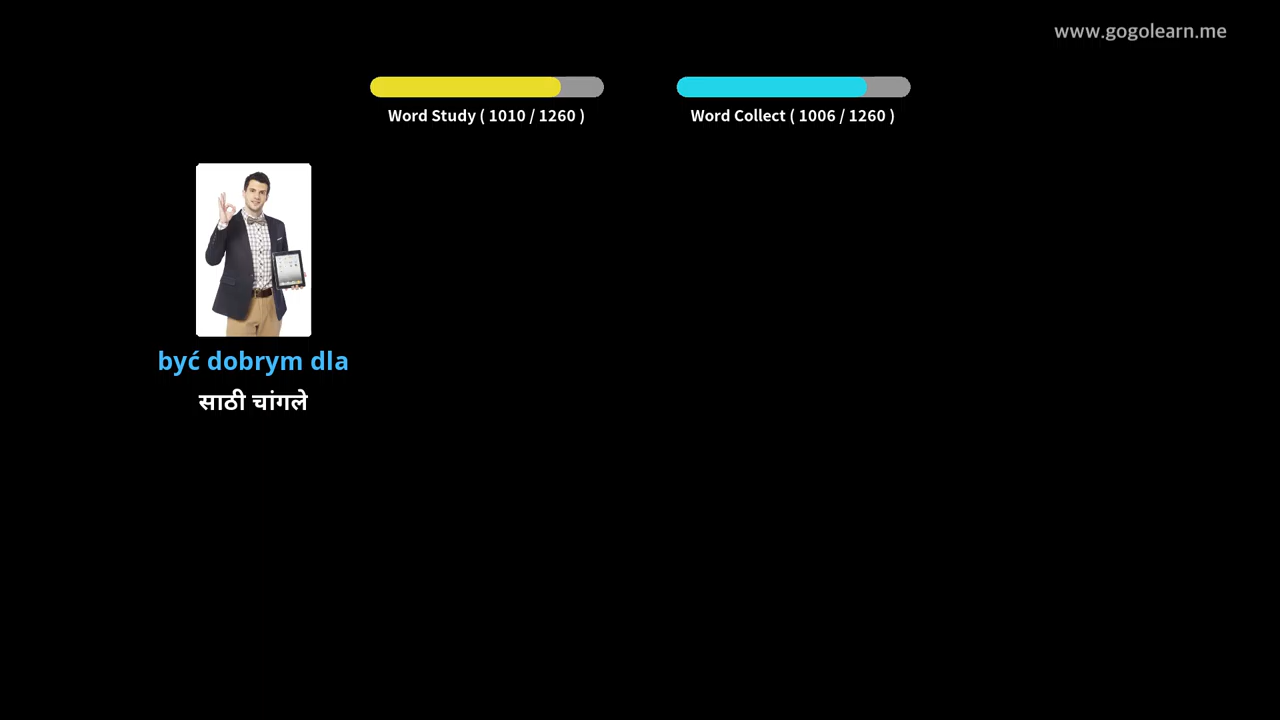 www.gogolearn.me
Word Study ( 1010 / 1260 )
Word Collect ( 1006 / 1260 )
być dobrym dla
साठी चांगले